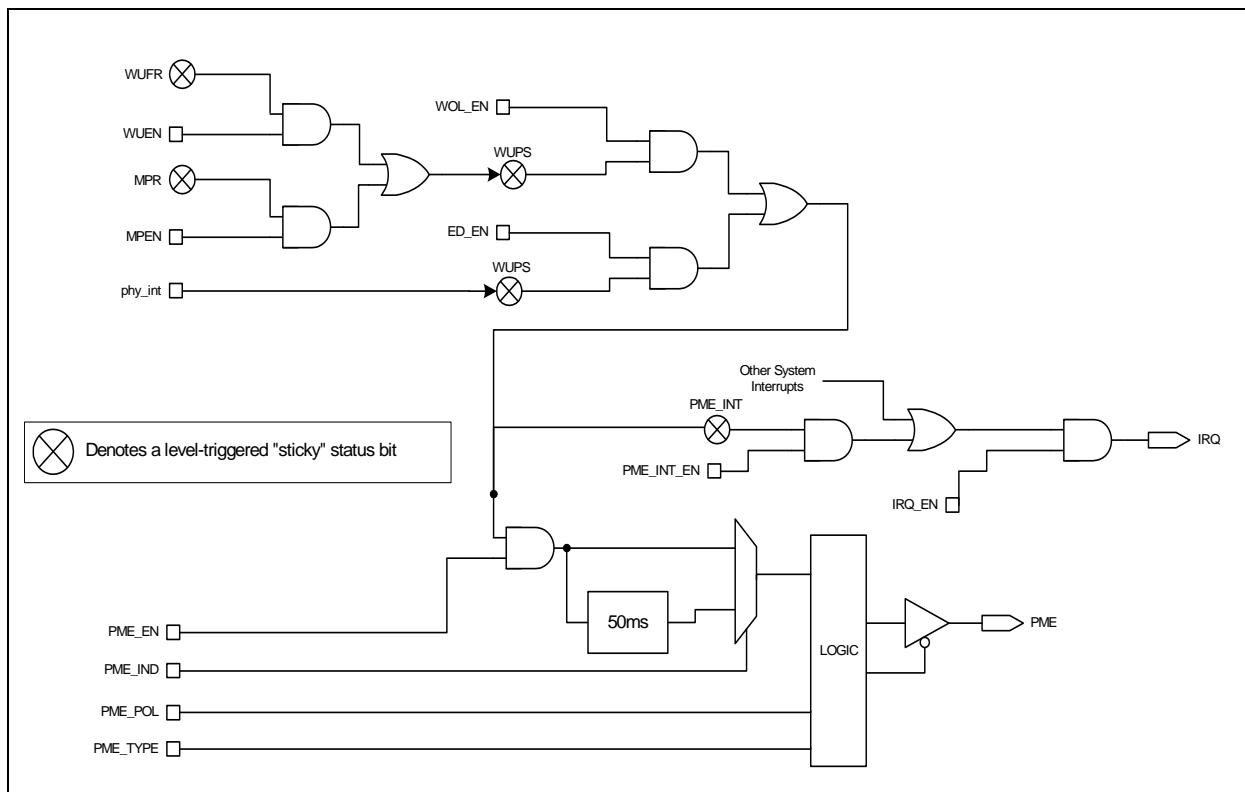 WUFR
WUEN
MPR
MPEN
phy_int
WOL_EN
WUPS
ED_EN
WUPS
Other System
Interrupts
PME_INT
PME_INT_EN
IRQ_EN
IRQ
Denotes a level-triggered "sticky" status bit
50ms
LOGIC
PME
PME_EN
PME_IND
PME_POL
PME_TYPE